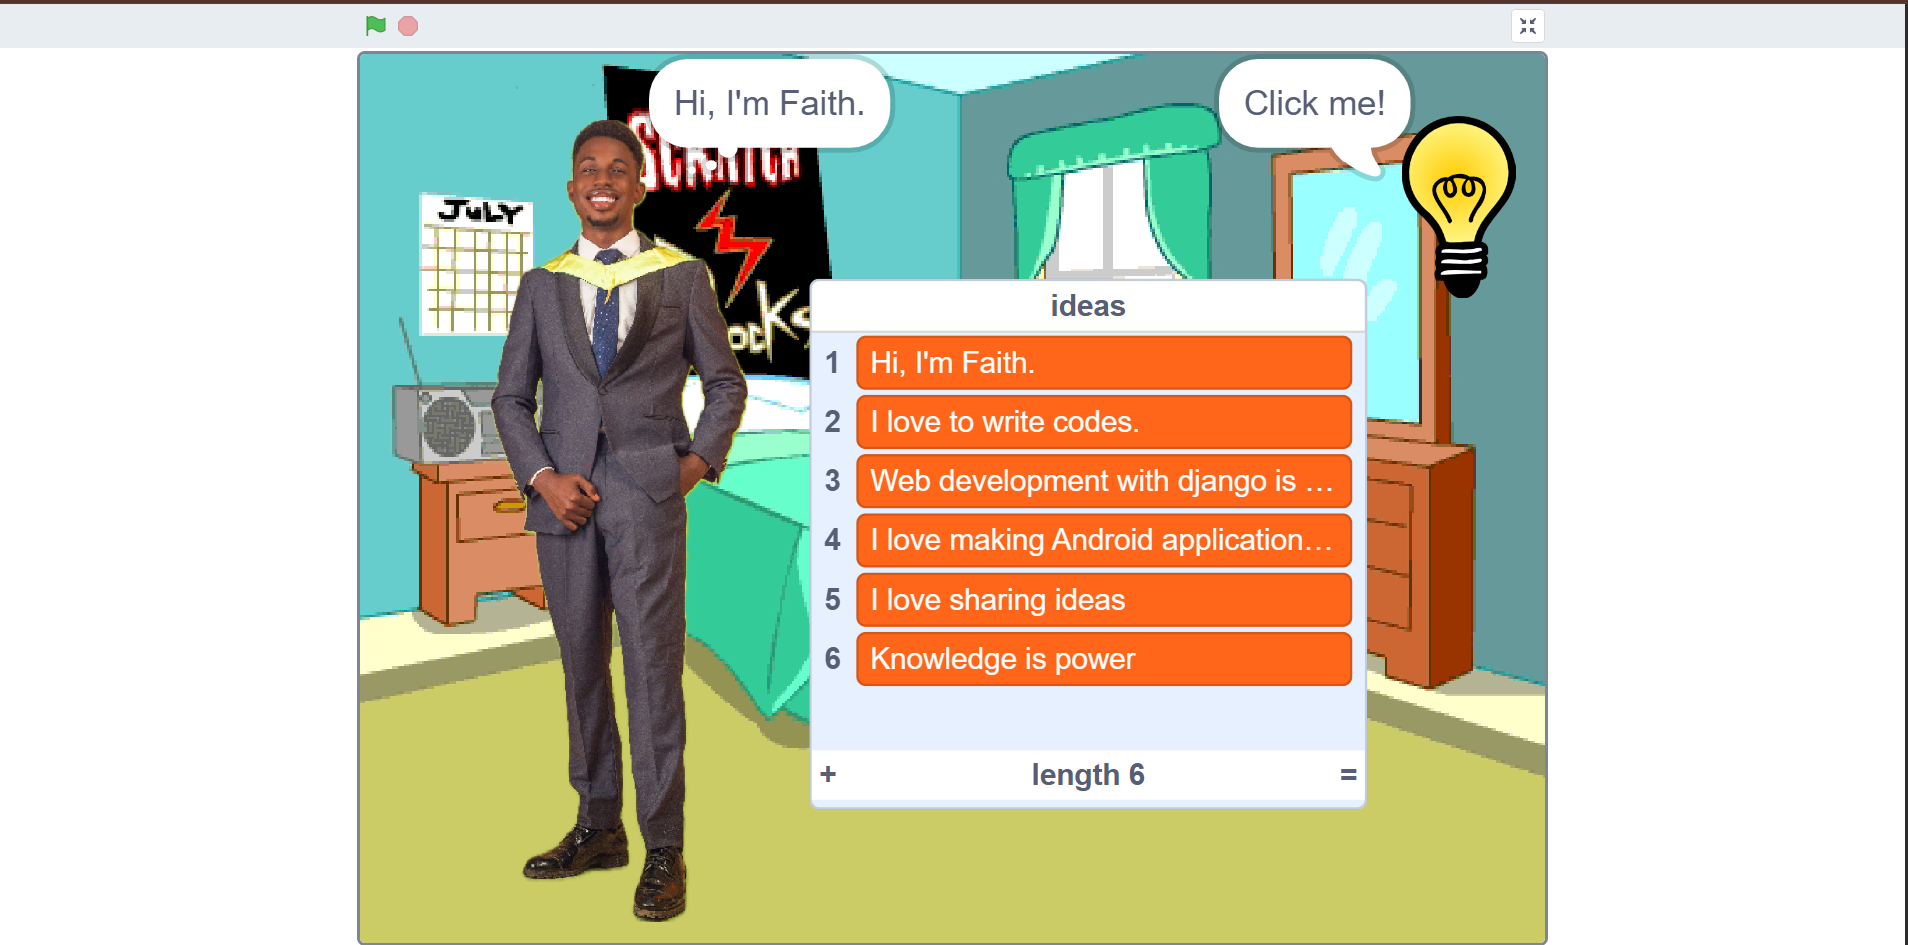 Hi, I'm Faith.
Click me!
SCRATCH
JULY
ideas
1 Hi, I'm Faith.
2 I love to write codes.
3 Web development with django is …
4 I love making Android application…
5 I love sharing ideas
6 Knowledge is power
+ length 6 =